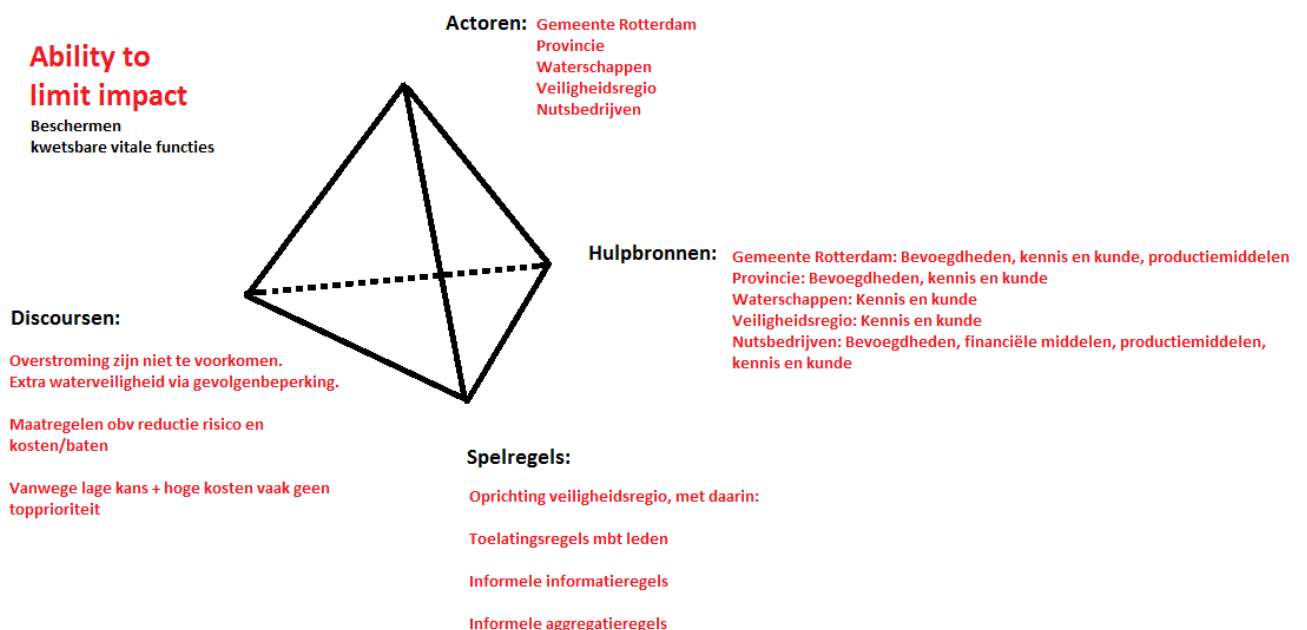 Ability to
limit impact
Beschermen
kwetsbare vitale functies
Actoren: Gemeente Rotterdam
Provincie
Waterschappen
Veiligheidsregio
Nutsbedrijven
Hulpbronnen: Gemeente Rotterdam: Bevoegdheden, kennis en kunde, productiemiddelen
Provincie: Bevoegdheden, kennis en kunde
Waterschappen: Kennis en kunde
Veiligheidsregio: Kennis en kunde
Nutsbedrijven: Bevoegdheden, financiële middelen, productiemiddelen,
kennis en kunde
Discoursen:
Overstroming zijn niet te voorkomen.
Extra waterveiligheid via gevolgenbeperking.
Maatregelen obv reductie risico en
kosten/baten
Vanwege lage kans + hoge kosten vaak geen
topprioriteit
Spelregels:
Oprichting veiligheidsregio, met daarin:
Toelatingsregels mbt leden
Informele informatieregels
Informele aggregatieregels